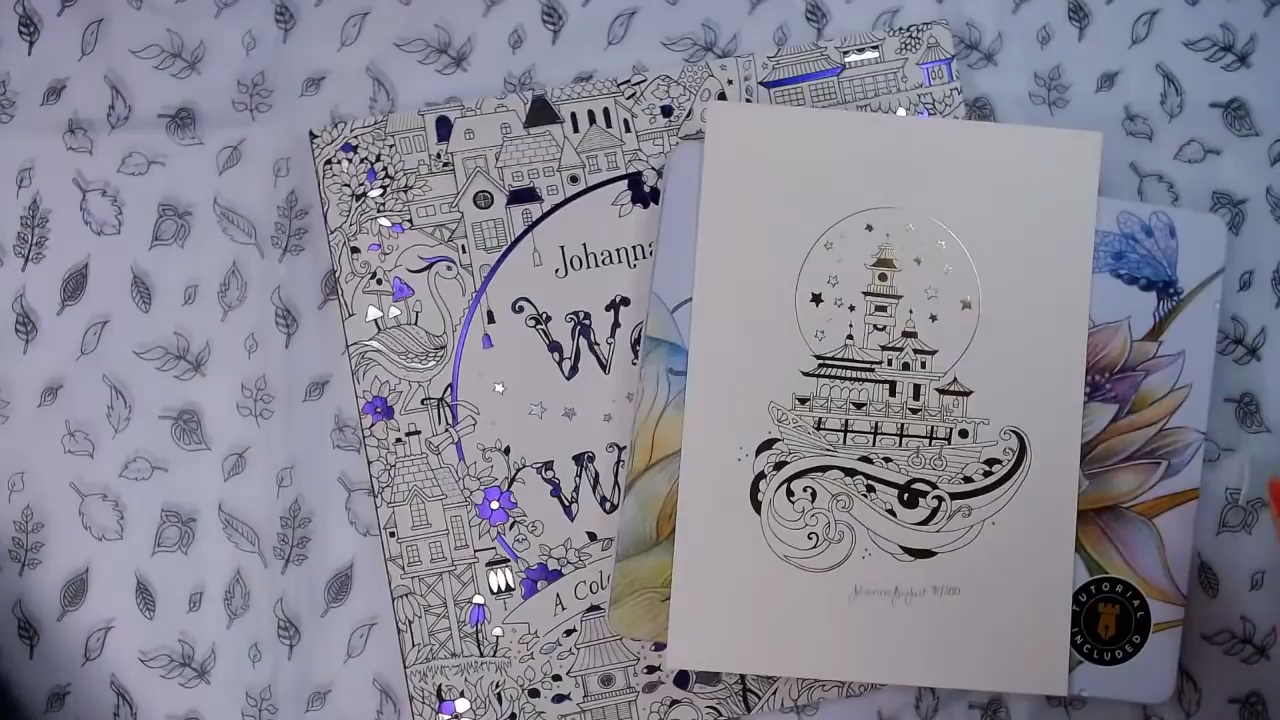 Johanna
W
W
A Colo
TUTORIAL
INCLUDED